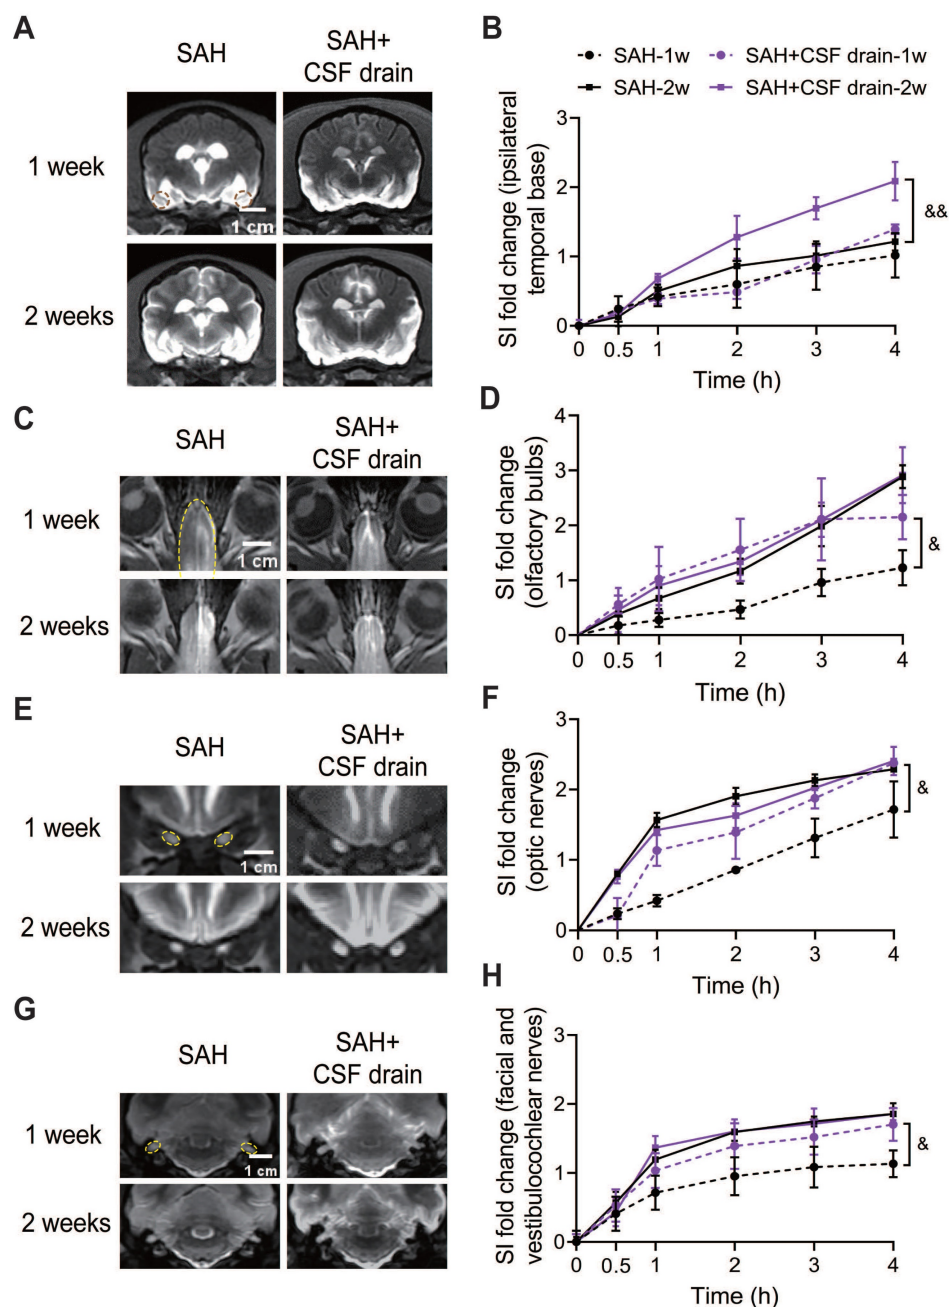 A
SAH
SAH+
CSF drain
1 week
1 cm
2 weeks
B
SAH-1w
SAH+CSF drain-1w
SAH-2w
SAH+CSF drain-2w
SI fold change (ipsilateral
temporal base)
3
2
1
0
&&
0 0.5 1 2 3 4
Time (h)
C
SAH
SAH+
CSF drain
1 week
1 cm
2 weeks
D
SI fold change
(olfactory bulbs)
4
3
2
1
0
&
0 0.5 1 2 3 4
Time (h)
E
SAH
SAH+
CSF drain
1 week
1 cm
2 weeks
F
SI fold change
(optic nerves)
3
2
1
0
&
0 0.5 1 2 3 4
Time (h)
G
SAH
SAH+
CSF drain
1 week
1 cm
2 weeks
H
SI fold change (facial and
vestibulocochlear nerves)
3
2
1
0
&
0 0.5 1 2 3 4
Time (h)